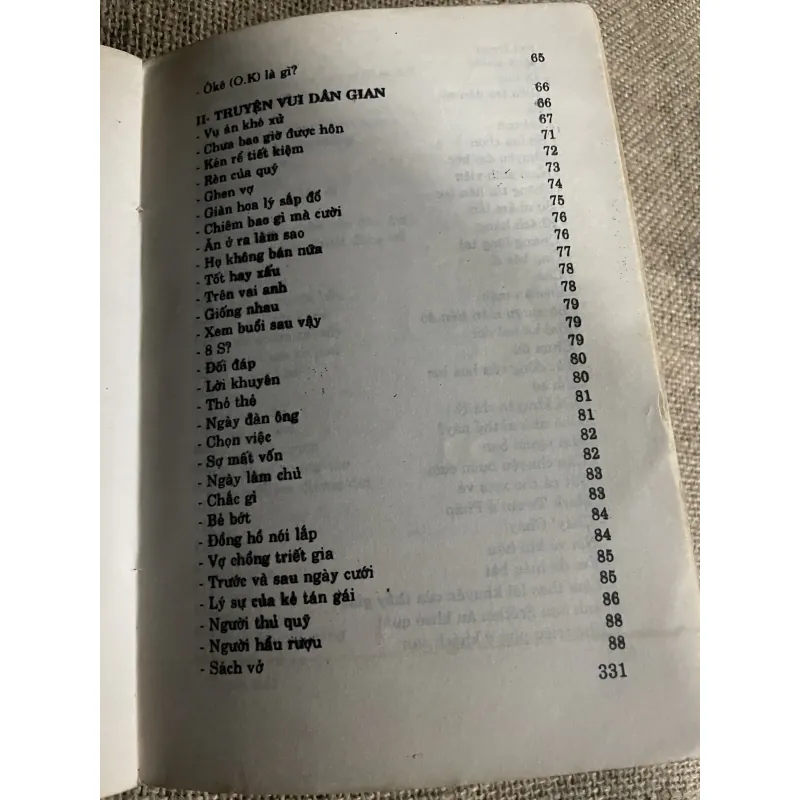 - Ôkê (O.K) là gì? 65
II- TRUYỆN VUI DÂN GIAN 66
- Vụ án khó xử 66
- Chưa bao giờ được hôn 67
- Kén rể tiết kiệm 71
- Rèn của quý 72
- Ghen vợ 73
- Giàn hoa lý sắp đổ 74
- Chiêm bao gì mà cười 75
- Ăn ở ra làm sao 76
- Họ không bán nữa 76
- Tốt hay xấu 77
- Trên vai anh 78
- Giống nhau 78
- Xem buổi sau vậy 79
- 8 S? 79
- Đối đáp 79
- Lời khuyên 80
- Thỏ thẻ 80
- Ngày đàn ông 81
- Chọn việc 81
- Sợ mất vốn 82
- Ngày làm chủ 82
- Chắc gì 83
- Bẻ bớt 83
- Đồng hồ nói lắp 84
- Vợ chồng triết gia 84
- Trước và sau ngày cưới 85
- Lý sự của kẻ tán gái 85
- Người thủ quỹ 86
- Người hầu rượu 88
- Sách vở 88
331